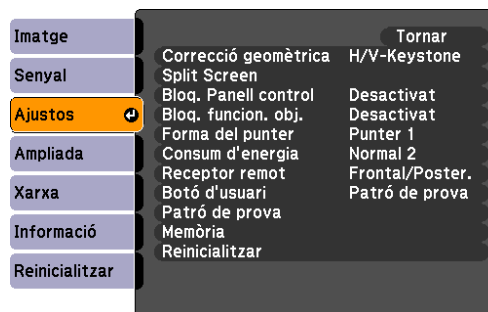 Imatge
Senyal
Ajustos
Ampliada
Xarxa
Informació
Reinicialitzar
Tornar
Correcció geomètrica H/V-Keystone
Split Screen
Bloq. Panell control Desactivat
Bloq. funcion. obj. Desactivat
Forma del punter Punter 1
Consum d'energia Normal 2
Receptor remot Frontal/Poster.
Botó d'usuari Patró de prova
Patró de prova
Memòria
Reinicialitzar